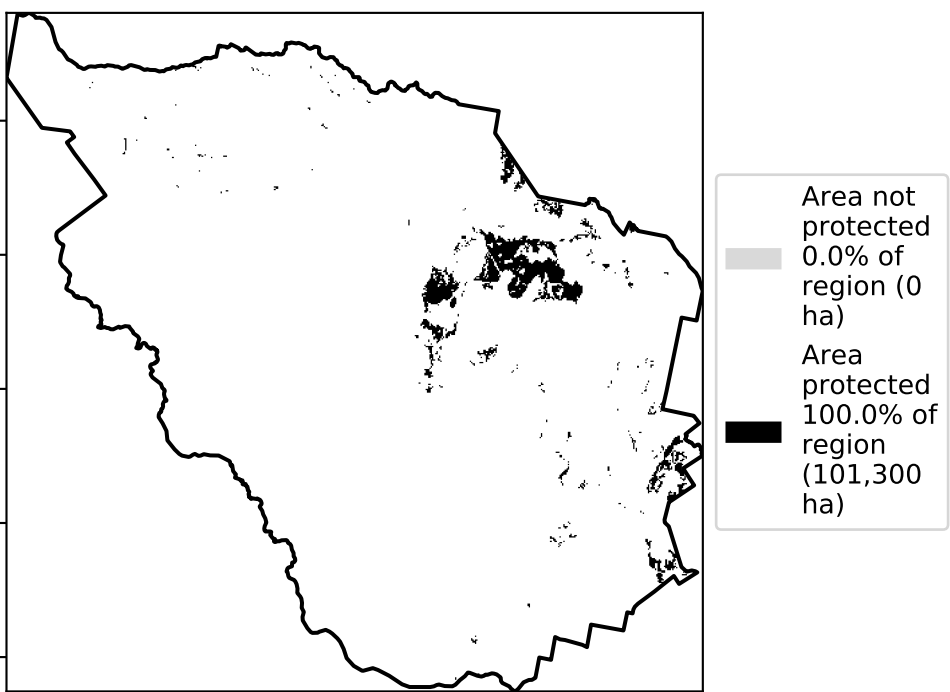 Area not
protected
0.0% of
region (0
ha)
Area
protected
100.0% of
region
(101,300
ha)